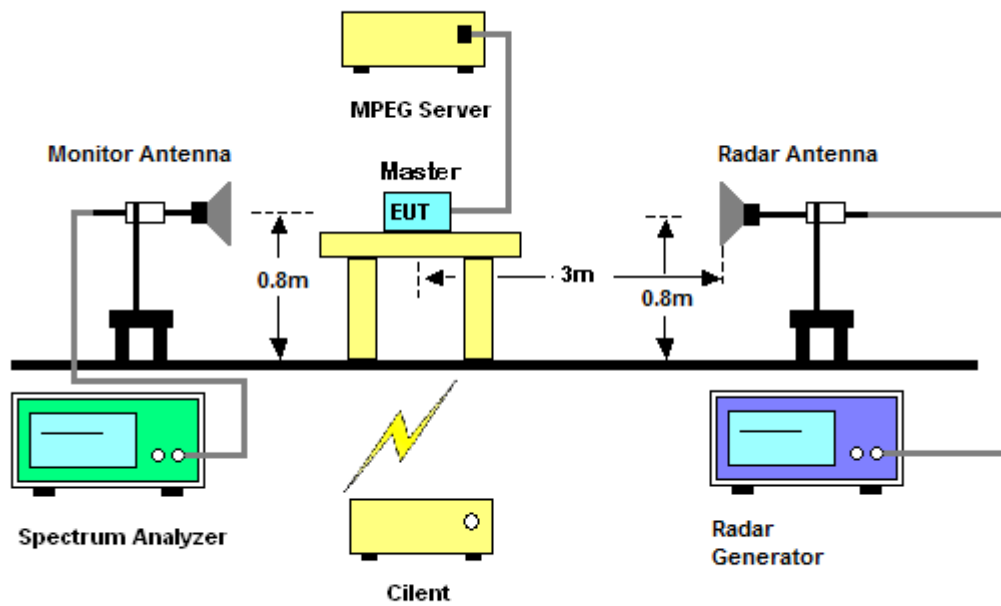 MPEG Server
Monitor Antenna
Master
Radar Antenna
EUT
0.8m
3m
0.8m
Spectrum Analyzer
Radar
Generator
Cilent